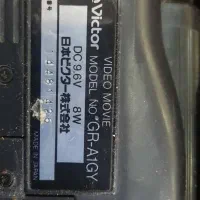 Victor
VIDEO MOVIE
MODEL NO. GR-A1GY
DC 9.6V 8W
日本ビクター株式会社
MADE IN JAPAN